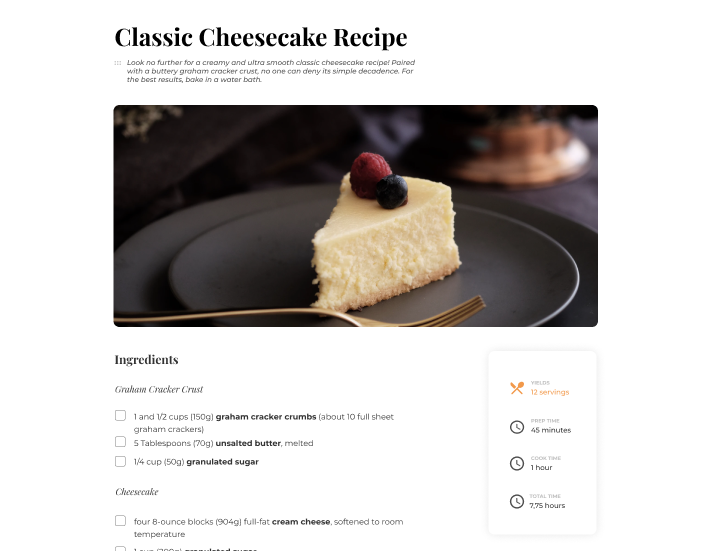 Classic Cheesecake Recipe
Look no further for a creamy and ultra smooth classic cheesecake recipe! Paired
with a buttery graham cracker crust, no one can deny its simple decadence. For
the best results, bake in a water bath.
Ingredients
Graham Cracker Crust
1 and 1/2 cups (150g) graham cracker crumbs (about 10 full sheet
graham crackers)
5 Tablespoons (70g) unsalted butter, melted
1/4 cup (50g) granulated sugar
Cheesecake
four 8-ounce blocks (904g) full-fat cream cheese, softened to room
temperature
YIELDS
12 servings
PREP TIME
45 minutes
COOK TIME
1 hour
TOTAL TIME
7,75 hours